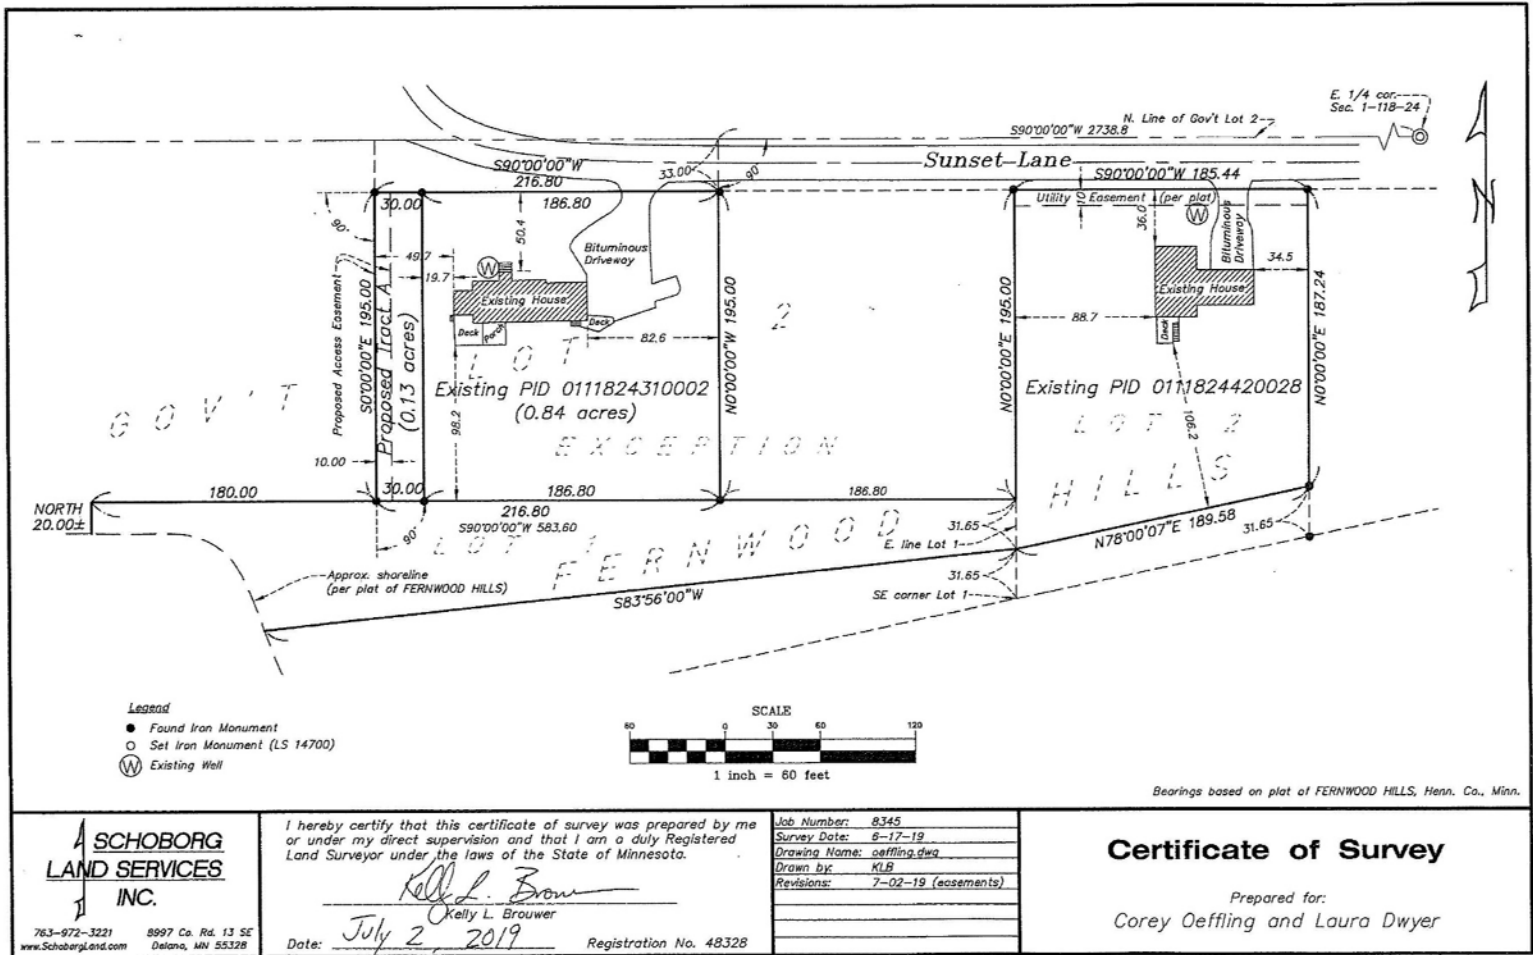 E. 1/4 cor.
Sec. 1-118-24
N. Line of Gov't Lot 2
S90°00'00"W 2738.8
Sunset Lane
S90°00'00"W
216.80
33.00
90°
S90°00'00"W 185.44
30.00
186.80
Utility Easement (per plat)
10
W
36.0
N
90°
50.4
Bituminous
Driveway
Bituminous
Driveway
49.7
19.7
W
34.5
Existing House
Existing House
Deck
Porch
Deck
82.6
88.7
Deck
2
Proposed Access Easement
S0°00'00"E 195.00
Proposed Tract A
(0.13 acres)
N0°00'00"W 195.00
N0°00'00"E 195.00
N0°00'00"E 187.24
LOT
Existing PID 0111824310002
(0.84 acres)
Existing PID 0111824420028
GOV'T
98.2
106.2
LOT 2
EXCEPTION
10.00
HILLS
NORTH
20.00±
180.00
30.00
186.80
186.80
216.80
S90°00'00"W 583.60
90°
LOT 1
FERNWOOD
31.65
E. line Lot 1
31.65
N78°00'07"E 189.58
31.65
SE corner Lot 1
Approx. shoreline
(per plat of FERNWOOD HILLS)
S83°56'00"W
Legend
Found Iron Monument
Set Iron Monument (LS 14700)
W Existing Well
SCALE
60 0 30 60 120
1 inch = 60 feet
Bearings based on plat of FERNWOOD HILLS, Henn. Co., Minn.
SCHOBORG
LAND SERVICES
INC.
763-972-3221 8997 Co. Rd. 13 SE
www.SchoborgLand.com Delano, MN 55328
I hereby certify that this certificate of survey was prepared by me
or under my direct supervision and that I am a duly Registered
Land Surveyor under the laws of the State of Minnesota.
Kelly L. Brouwer
Date: July 2, 2019 Registration No. 48328
Job Number: 8345
Survey Date: 6-17-19
Drawing Name: oeffling.dwg
Drawn by: KLB
Revisions: 7-02-19 (easements)
Certificate of Survey
Prepared for:
Corey Oeffling and Laura Dwyer